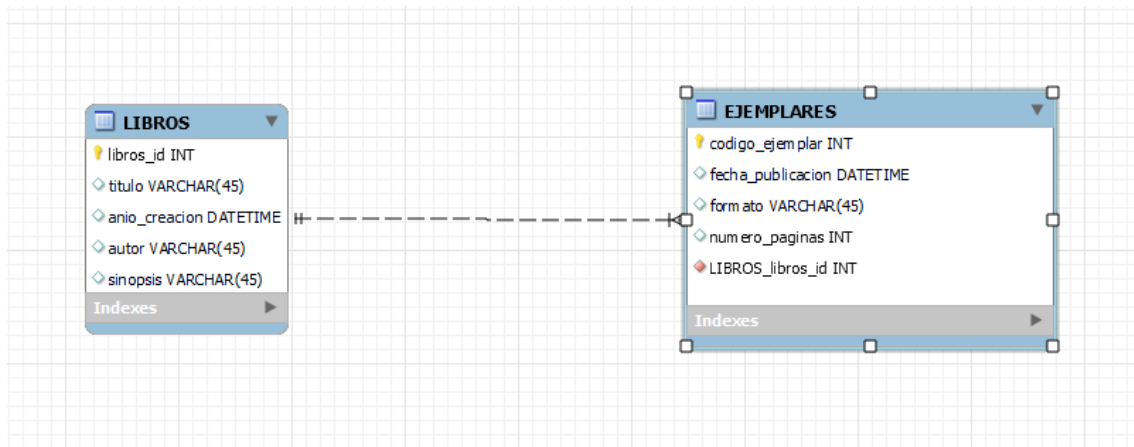 LIBROS
libros_id INT
titulo VARCHAR(45)
anio_creacion DATETIME
autor VARCHAR(45)
sinopsis VARCHAR(45)
Indexes
EJEMPLARES
codigo_ejemplar INT
fecha_publicacion DATETIME
formato VARCHAR(45)
numero_paginas INT
LIBROS_libros_id INT
Indexes